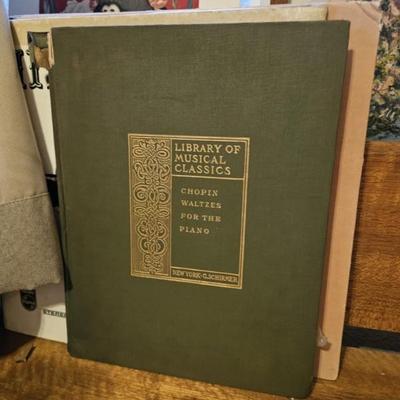 LIBRARY OF
MUSICAL
CLASSICS
CHOPIN
WALTZES
FOR THE
PIANO
NEW YORK·G.SCHIRMER